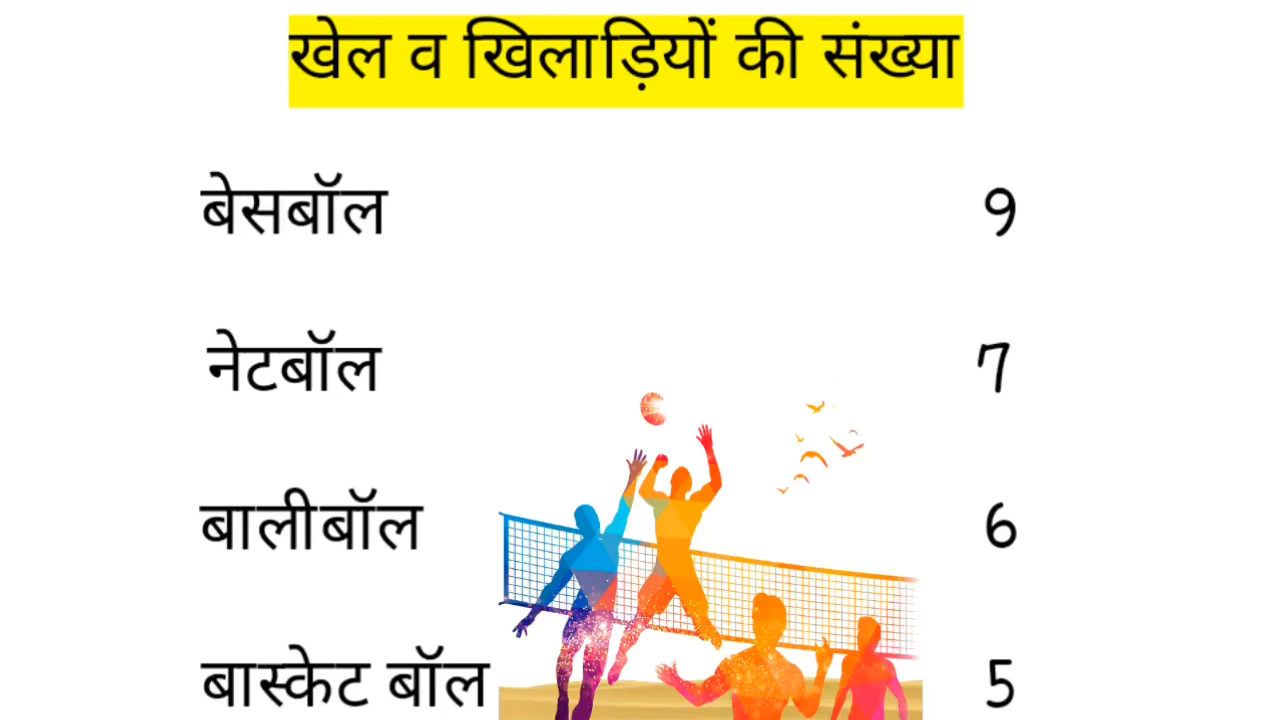 खेल व खिलाड़ियों की संख्या
बेसबॉल 9
नेटबॉल 7
बालीबॉल 6
बास्केट बॉल 5